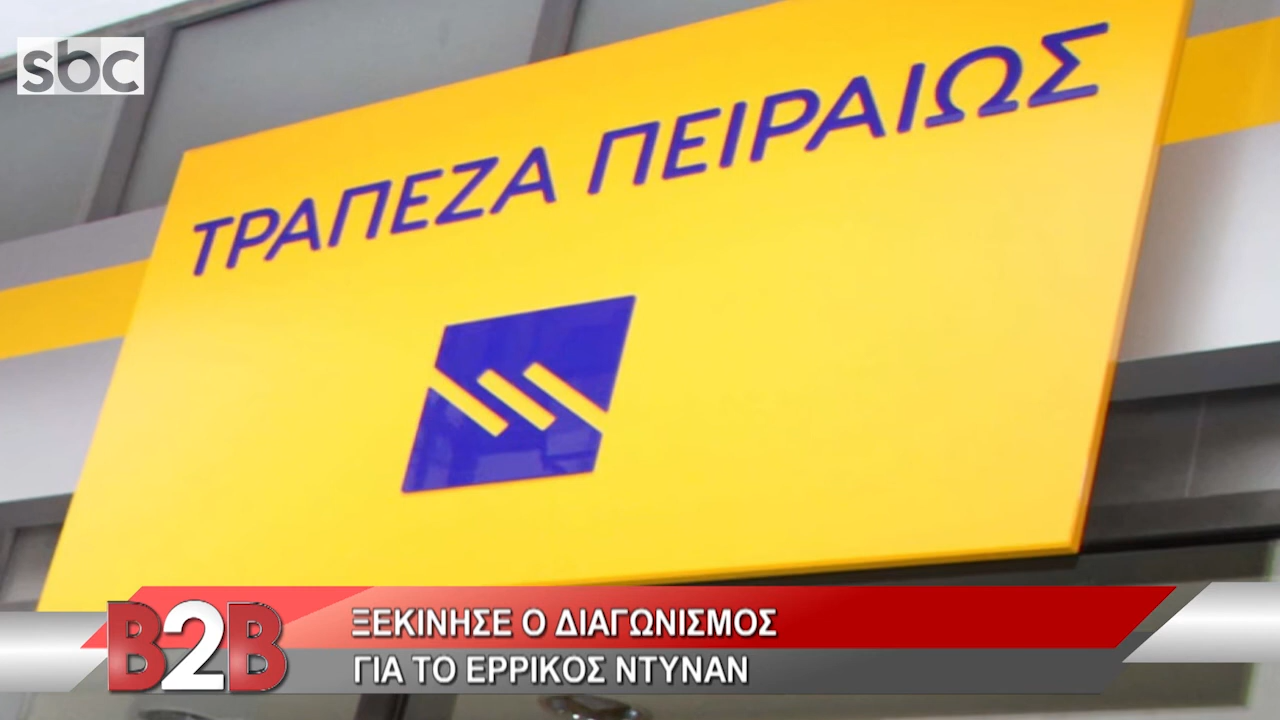 sbc
ΤΡΑΠΕΖΑ ΠΕΙΡΑΙΩΣ
B2B
ΞΕΚΙΝΗΣΕ Ο ΔΙΑΓΩΝΙΣΜΟΣ
ΓΙΑ ΤΟ ΕΡΡΙΚΟΣ ΝΤΥΝΑΝ